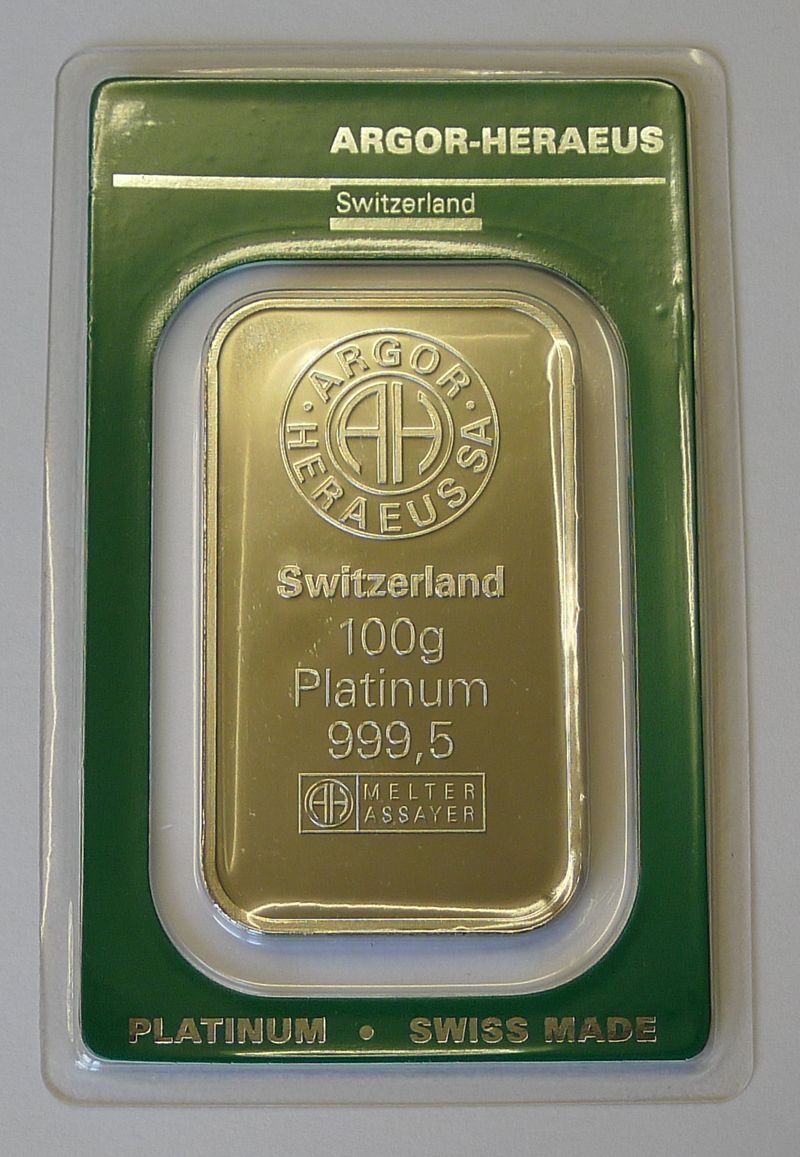 ARGOR-HERAEUS
Switzerland
· ARGOR ·
HERAEUS SA
AH
Switzerland
100g
Platinum
999,5
AH MELTER
ASSAYER
PLATINUM • SWISS MADE